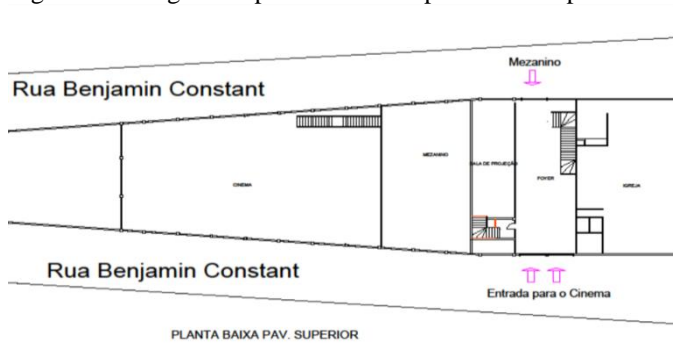 Mezanino
Rua Benjamin Constant
MEZANINO
SALA DE PROJEÇÃO
CINEMA
FOYER
IGREJA
Rua Benjamin Constant
Entrada para o Cinema
PLANTA BAIXA PAV. SUPERIOR